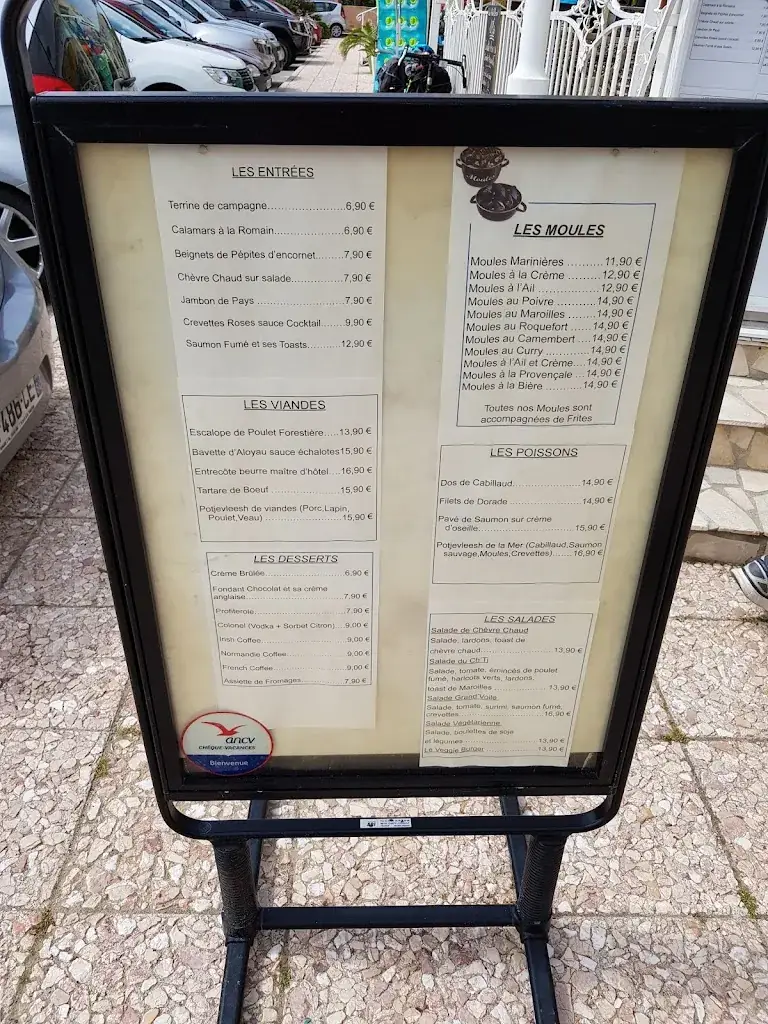 LES ENTRÉES
Terrine de campagne......................6,90 €
Calamars à la Romain.....................6,90 €
Beignets de Pépites d'encornet........7,90 €
Chèvre Chaud sur salade................7,90 €
Jambon de Pays ............................7,90 €
Crevettes Roses sauce Cocktail.......9,90 €
Saumon Fumé et ses Toasts..........12,90 €
LES VIANDES
Escalope de Poulet Forestière.....13,90 €
Bavette d'Aloyau sauce échalotes15,90 €
Entrecôte beurre maître d'hôtel....16,90 €
Tartare de Boeuf ......................15,90 €
Potjevleesh de viandes (Porc,Lapin,
Poulet,Veau) .........................15,90 €
LES DESSERTS
Crème Brûlée............................6,90 €
Fondant Chocolat et sa crème
anglaise....................................7.90 €
Profiterole.................................7.90 €
Colonel (Vodka + Sorbet Citron)...9,00 €
Irish Coffee...............................9,00 €
Normandie Coffee.....................9,00 €
French Coffee............................9,00 €
Assiette de Fromages................7,90 €
ancv
CHÈQUE-VACANCES
Bienvenue
Moules
LES MOULES
Moules Marinières ..........11,90 €
Moules à la Crème .........12,90 €
Moules à l'Ail .................12,90 €
Moules au Poivre ............14,90 €
Moules au Maroilles ........14,90 €
Moules au Roquefort .......14,90 €
Moules au Camembert ....14,90 €
Moules au Curry ..............14,90 €
Moules à l'Ail et Crème....14,90 €
Moules à la Provençale ...14,90 €
Moules à la Bière ............14,90 €
Toutes nos Moules sont
accompagnées de Frites
LES POISSONS
Dos de Cabillaud.....................14,90 €
Filets de Dorade ......................14,90 €
Pavé de Saumon sur crème
d'oseille................................15,90 €
Potjevleesh de la Mer (Cabillaud,Saumon
sauvage,Moules,Crevettes)......16,90 €
LES SALADES
Salade de Chèvre Chaud
Salade, lardons, toast de
chèvre chaud..........................13,90 €
Salade du Ch'Ti
Salade, tomate, émincés de poulet
fumé, haricots verts, lardons,
toast de Maroilles ....................13,90 €
Salade Grand'Voile
Salade, tomate, surimi, saumon fumé,
crevettes..............................16,90 €
Salade Végétarienne
Salade, boulettes de soje
et légumes ..........................13,90 €
Le Veggie Burger ..................13,90 €